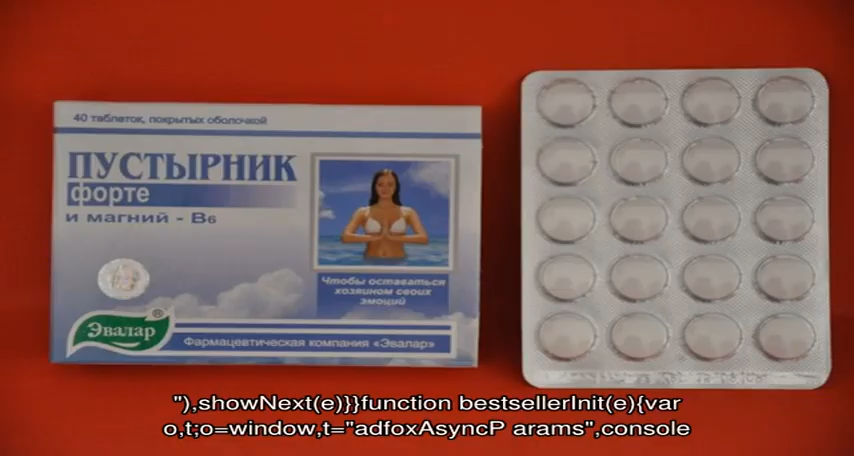 40 таблеток, покрытых оболочкой
ПУСТЫРНИК
форте
и магний - В6
Чтобы оставаться
хозяином своих
эмоций
Эвалар®
Фармацевтическая компания «Эвалар»
"),showNext(e)}}function bestsellerInit(e){var
o,t;o=window,t="adfoxAsyncP arams",console